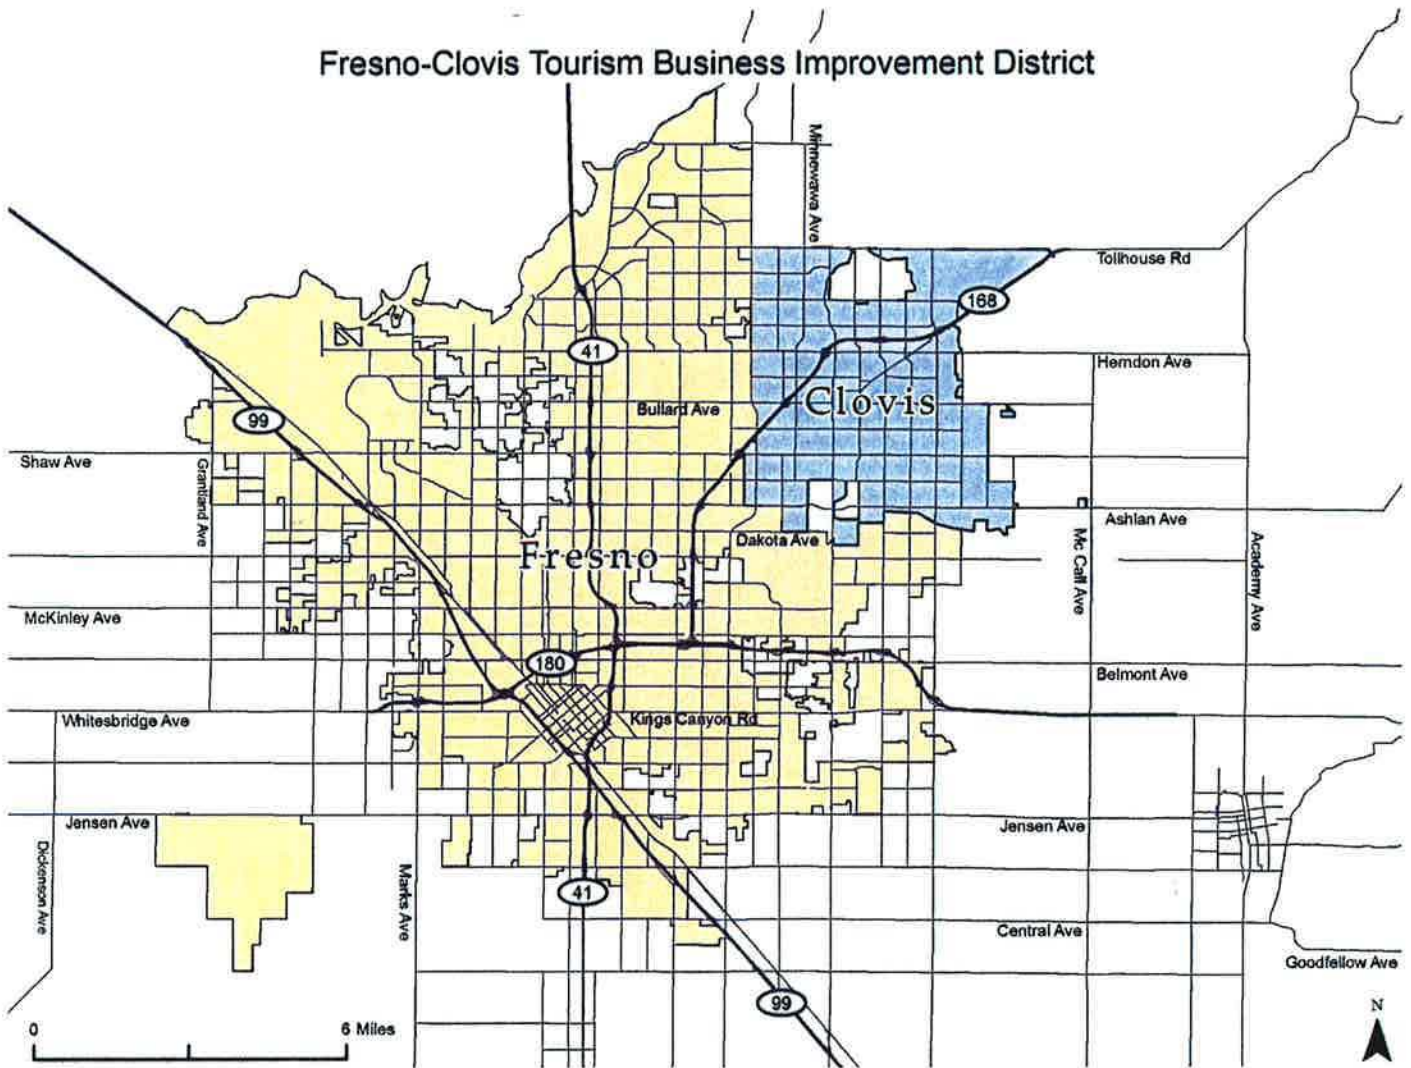 Fresno-Clovis Tourism Business Improvement District
Minnewawa Ave
Tollhouse Rd
168
41
Herndon Ave
Clovis
Bullard Ave
99
Shaw Ave
Grantland Ave
Ashlan Ave
Dakota Ave
Fresno
Mc Call Ave
Academy Ave
McKinley Ave
180
Belmont Ave
Whitesbridge Ave
Kings Canyon Rd
Jensen Ave
Jensen Ave
Dickenson Ave
Marks Ave
41
Central Ave
Goodfellow Ave
99
N
0
6 Miles